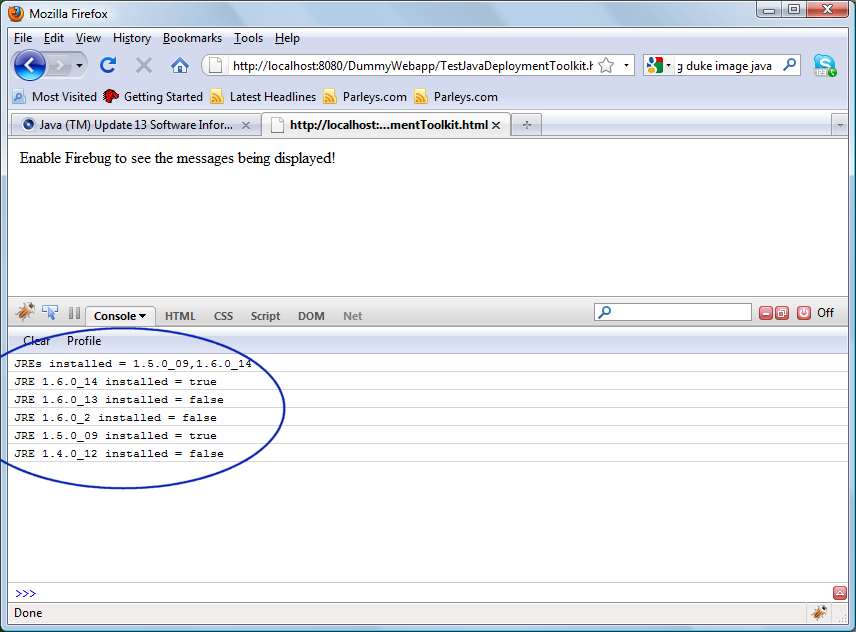 Mozilla Firefox
File Edit View History Bookmarks Tools Help
http://localhost:8080/DummyWebapp/TestJavaDeploymentToolkit.h
g duke image java
Most Visited Getting Started Latest Headlines Parleys.com Parleys.com
Java (TM) Update 13 Software Infor... http://localhost:...mentToolkit.html
Enable Firebug to see the messages being displayed!
Console HTML CSS Script DOM Net Off
Clear Profile
JREs installed = 1.5.0_09,1.6.0_14
JRE 1.6.0_14 installed = true
JRE 1.6.0_13 installed = false
JRE 1.6.0_2 installed = false
JRE 1.5.0_09 installed = true
JRE 1.4.0_12 installed = false
>>>
Done